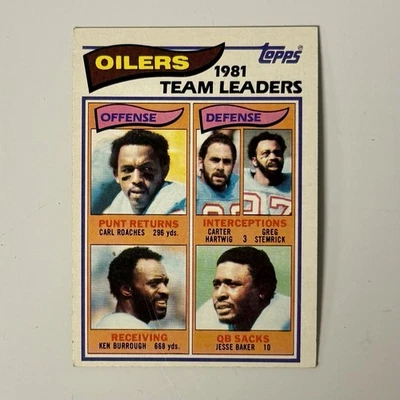 OILERS
topps
1981
TEAM LEADERS
OFFENSE
DEFENSE
PUNT RETURNS
CARL ROACHES 296 yds.
INTERCEPTIONS
CARTER HARTWIG 3 GREG STEMRICK
RECEIVING
KEN BURROUGH 668 yds.
QB SACKS
JESSE BAKER 10